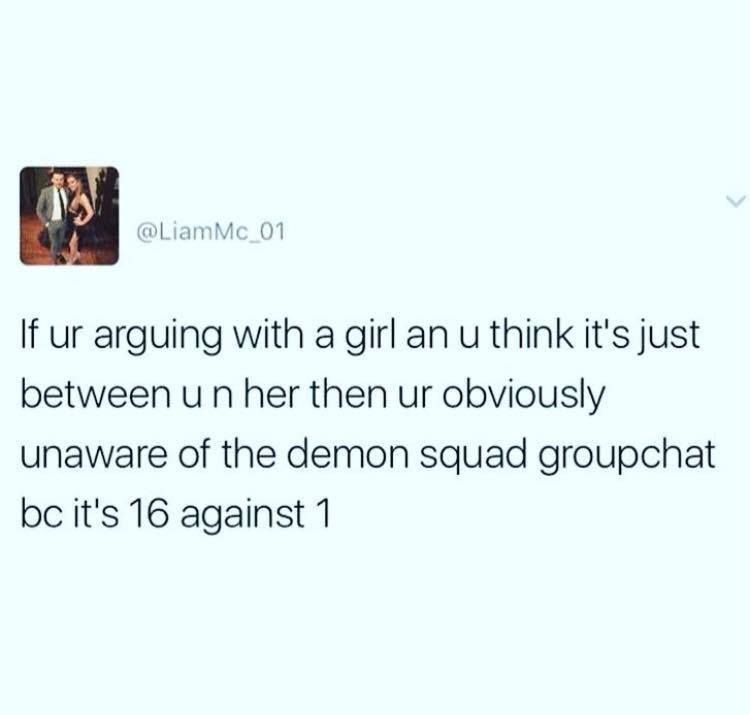 @LiamMc_01
If ur arguing with a girl an u think it's just
between u n her then ur obviously
unaware of the demon squad groupchat
bc it's 16 against 1